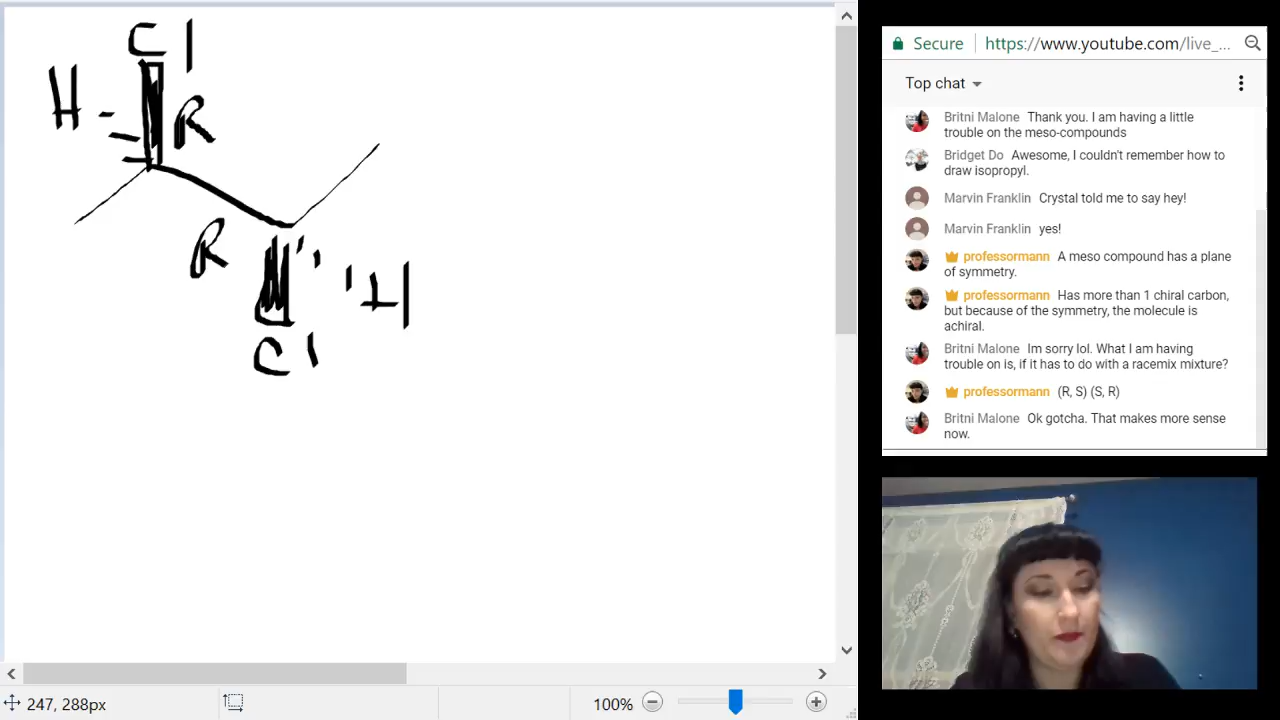 Cl
H
R
R
H
Cl
Secure https://www.youtube.com/live_...
Top chat
Britni Malone Thank you. I am having a little
trouble on the meso-compounds
Bridget Do Awesome, I couldn't remember how to
draw isopropyl.
Marvin Franklin Crystal told me to say hey!
Marvin Franklin yes!
professormann A meso compound has a plane
of symmetry.
professormann Has more than 1 chiral carbon,
but because of the symmetry, the molecule is
achiral.
Britni Malone Im sorry lol. What I am having
trouble on is, if it has to do with a racemix mixture?
professormann (R, S) (S, R)
Britni Malone Ok gotcha. That makes more sense
now.
247, 288px
100%